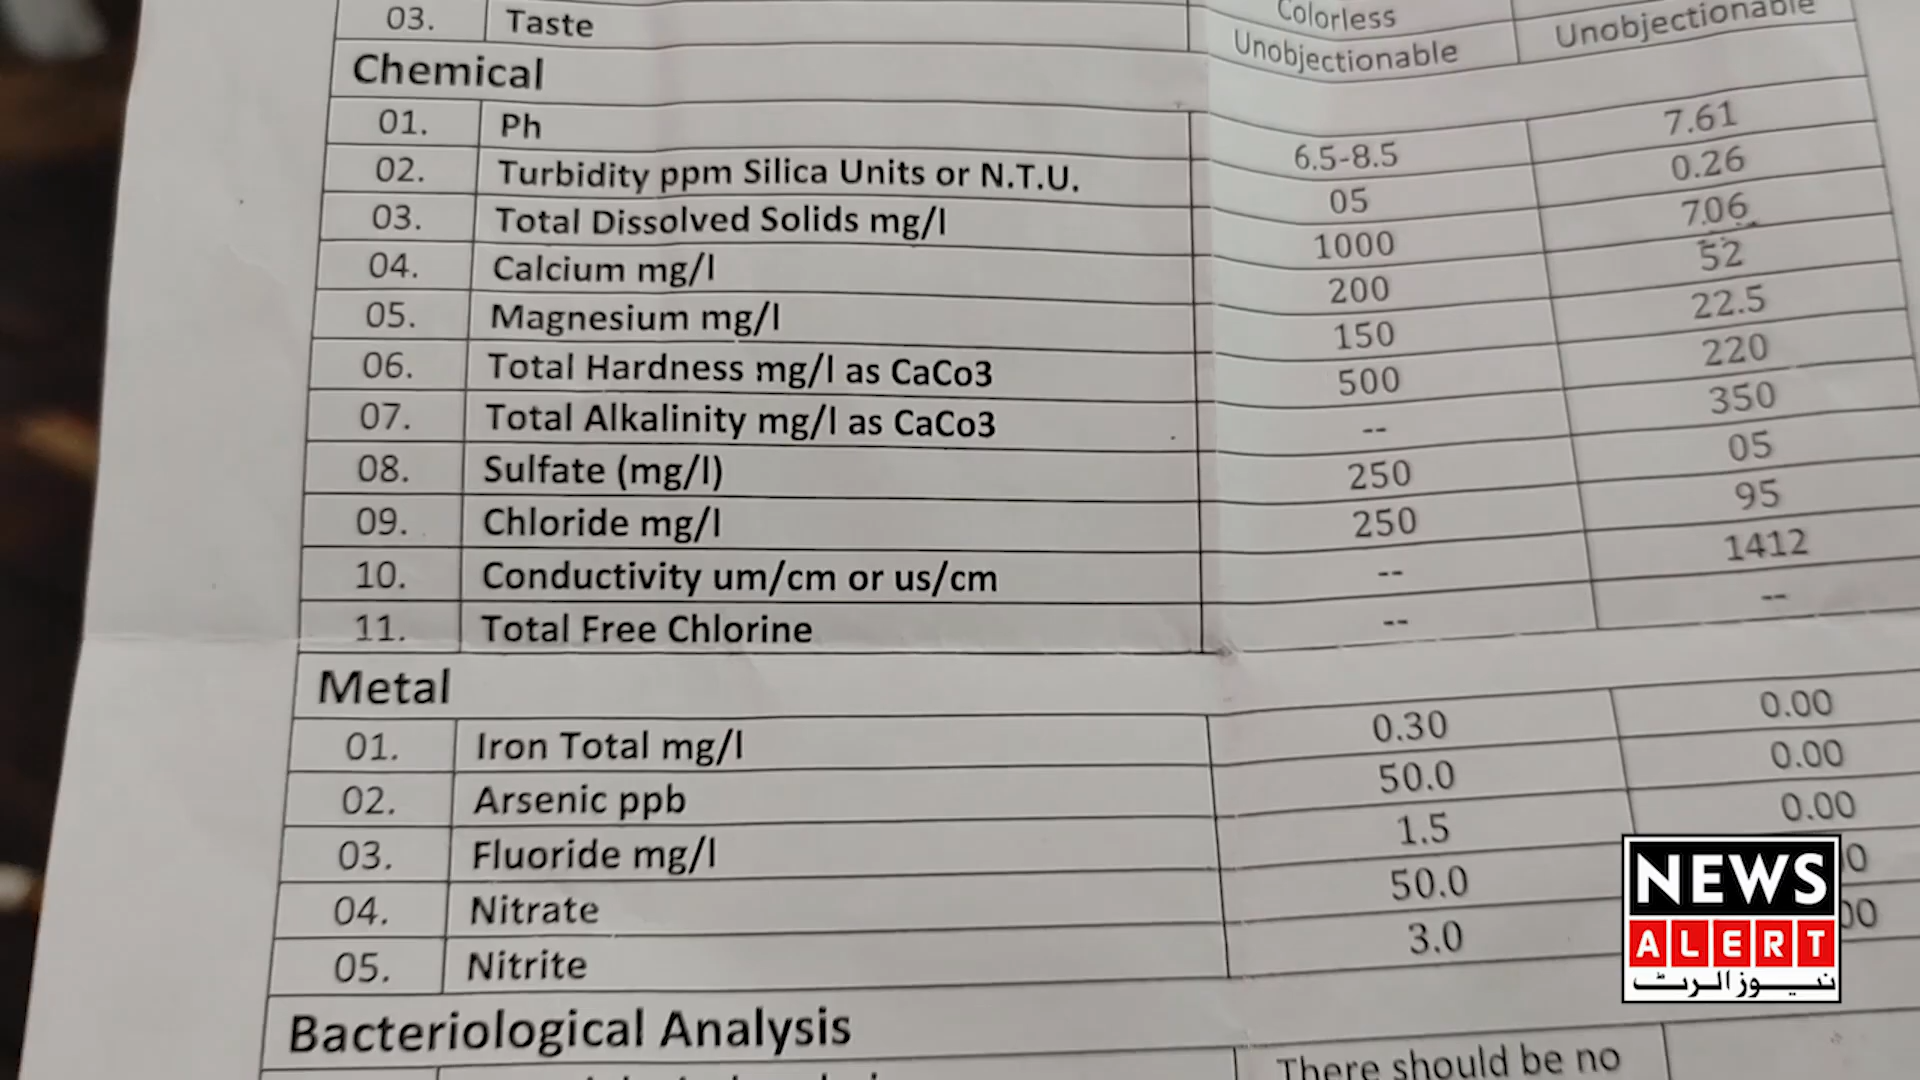 03. Taste Colorless
Unobjectionable Unobjectionable
Chemical
01. Ph 6.5-8.5 7.61
02. Turbidity ppm Silica Units or N.T.U. 05 0.26
03. Total Dissolved Solids mg/l 1000 706
04. Calcium mg/l 200 52
05. Magnesium mg/l 150 22.5
06. Total Hardness mg/l as CaCo3 500 220
07. Total Alkalinity mg/l as CaCo3 -- 350
08. Sulfate (mg/l) 250 05
09. Chloride mg/l 250 95
10. Conductivity um/cm or us/cm -- 1412
11. Total Free Chlorine -- --
Metal
01. Iron Total mg/l 0.30 0.00
02. Arsenic ppb 50.0 0.00
03. Fluoride mg/l 1.5 0.00
04. Nitrate 50.0
05. Nitrite 3.0
Bacteriological Analysis
There should be no
NEWS
ALERT
نیوز الرٹ